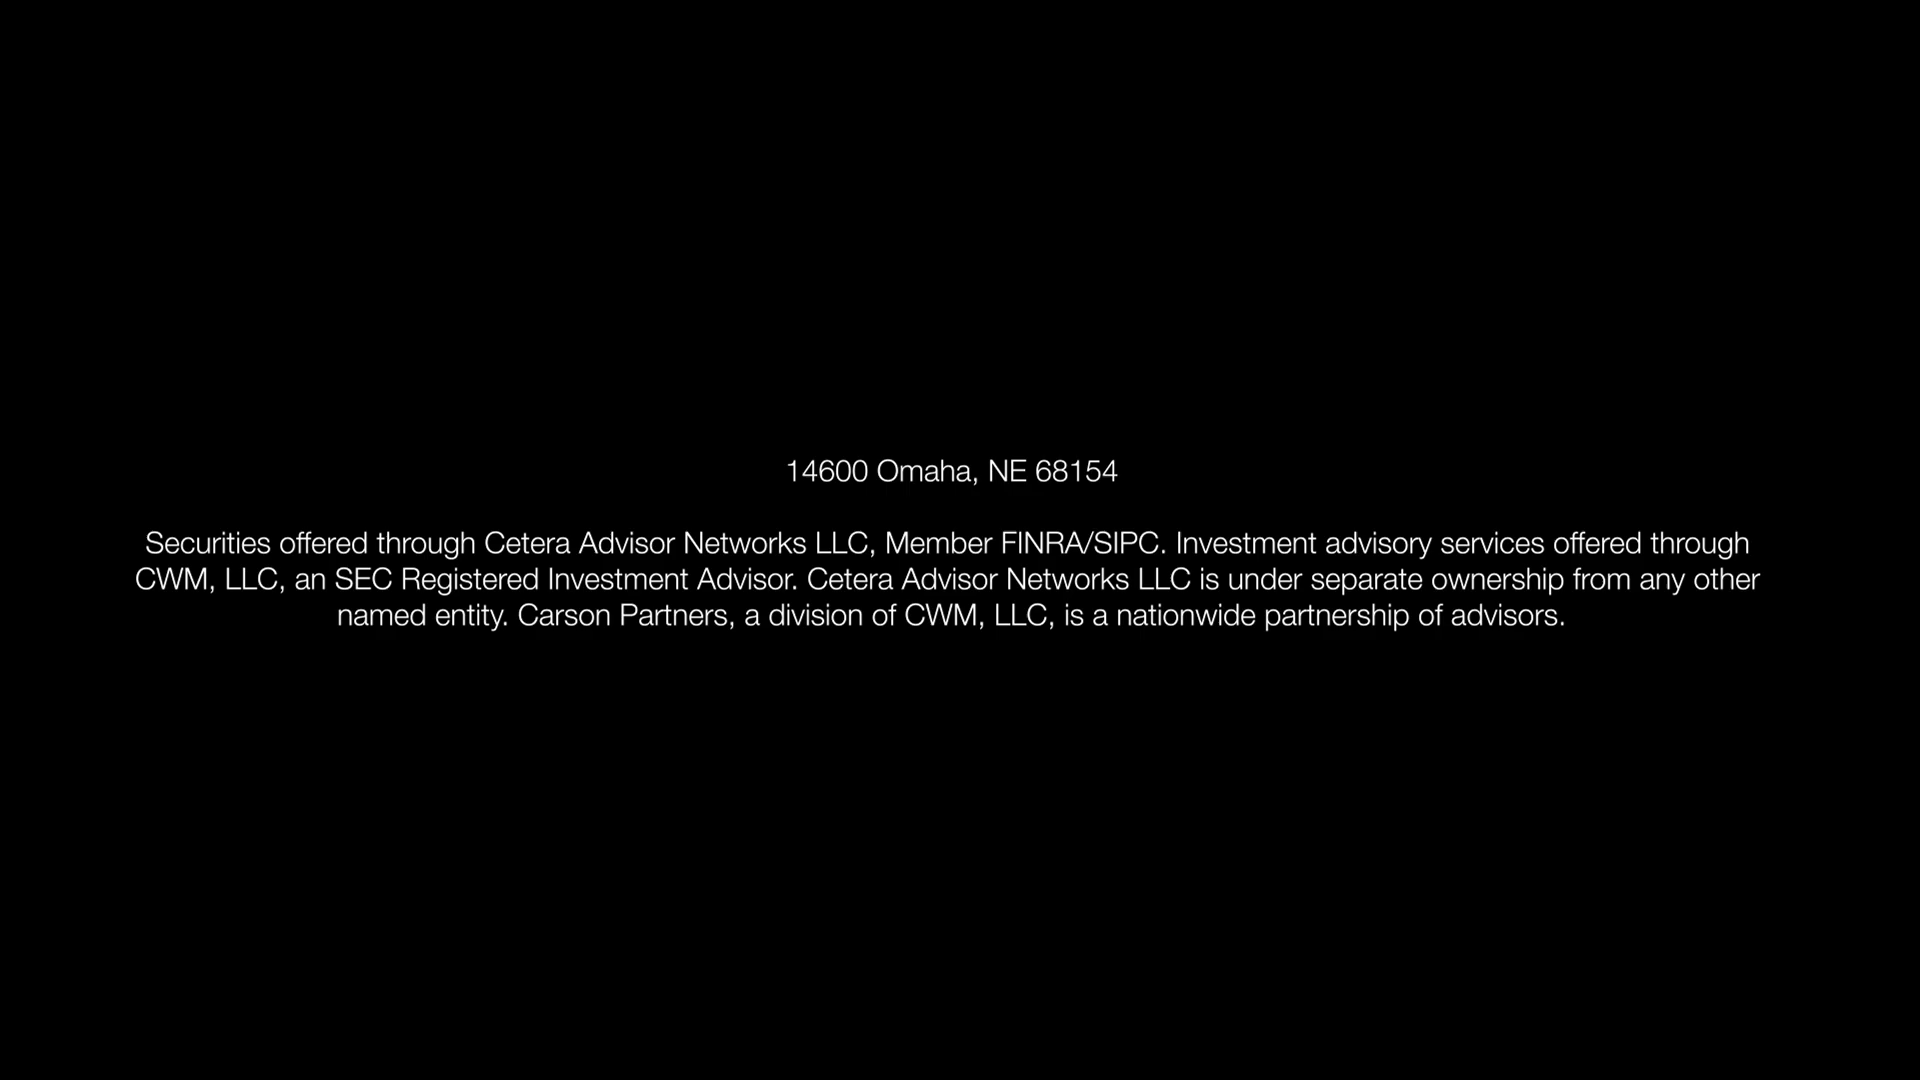 14600 Omaha, NE 68154
Securities offered through Cetera Advisor Networks LLC, Member FINRA/SIPC. Investment advisory services offered through
CWM, LLC, an SEC Registered Investment Advisor. Cetera Advisor Networks LLC is under separate ownership from any other
named entity. Carson Partners, a division of CWM, LLC, is a nationwide partnership of advisors.